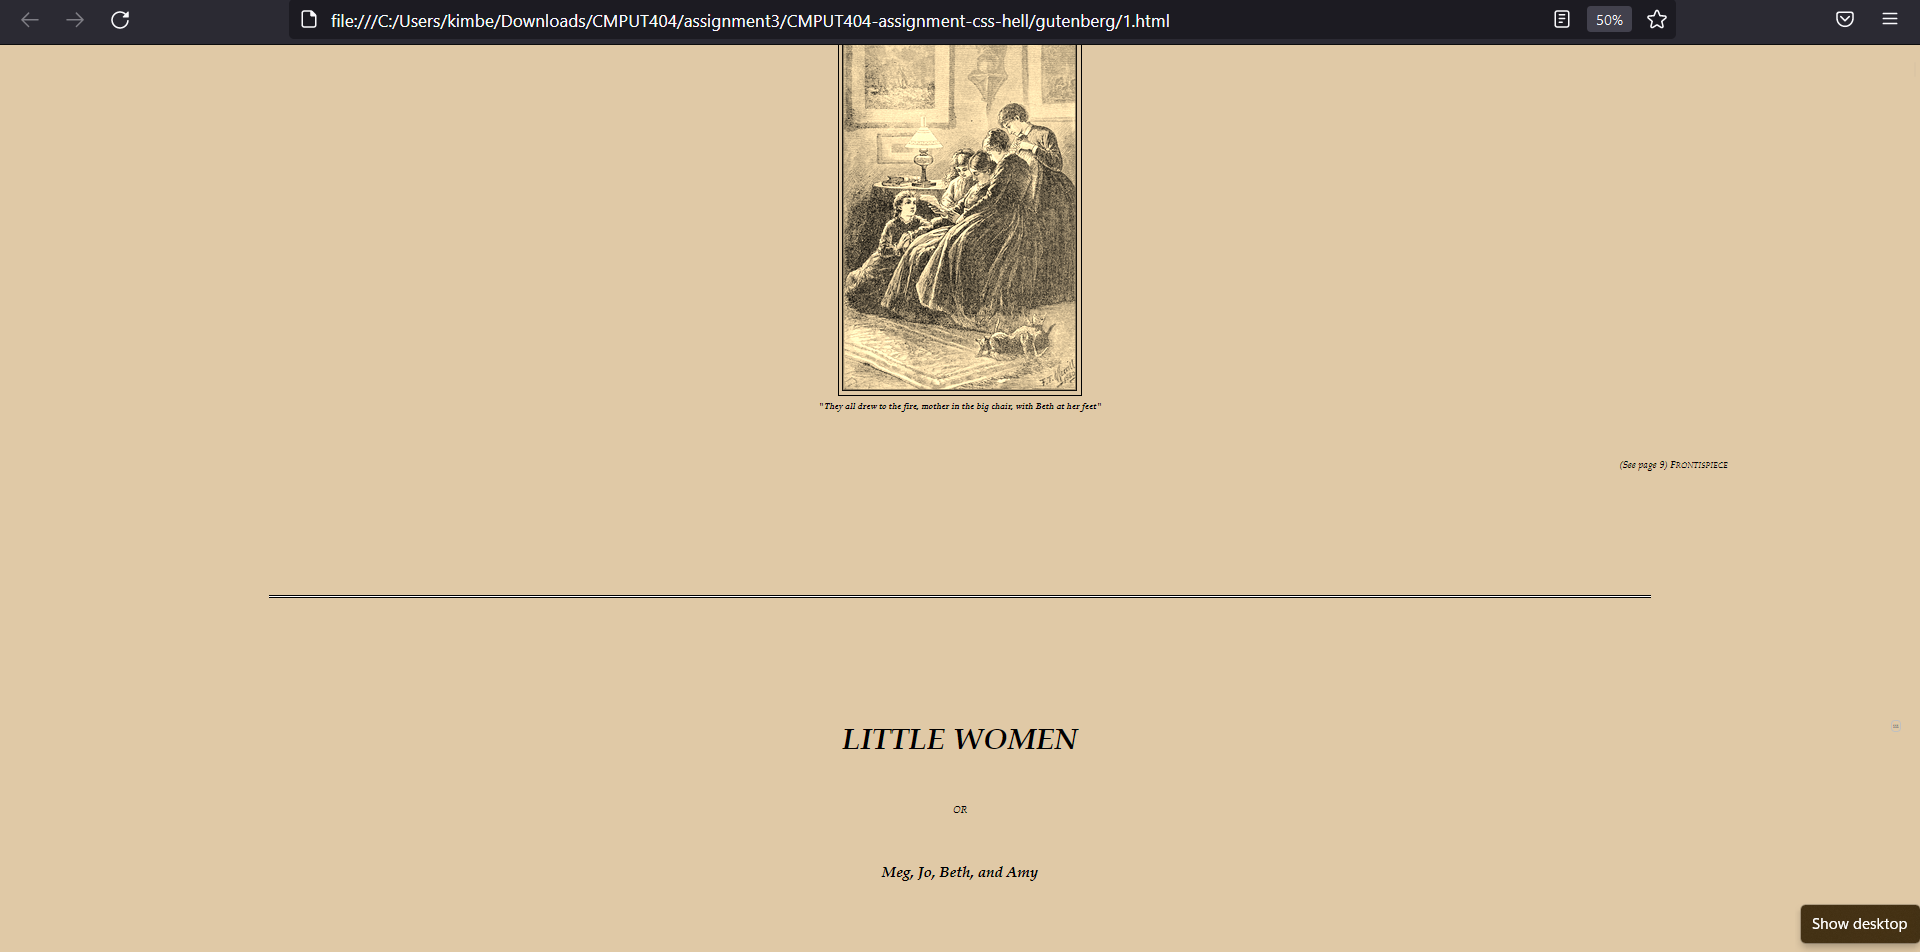 file:///C:/Users/kimbe/Downloads/CMPUT404/assignment3/CMPUT404-assignment-css-hell/gutenberg/1.html
50%
"They all drew to the fire, mother in the big chair, with Beth at her feet"
(See page 9) FRONTISPIECE
LITTLE WOMEN
OR
Meg, Jo, Beth, and Amy
Show desktop